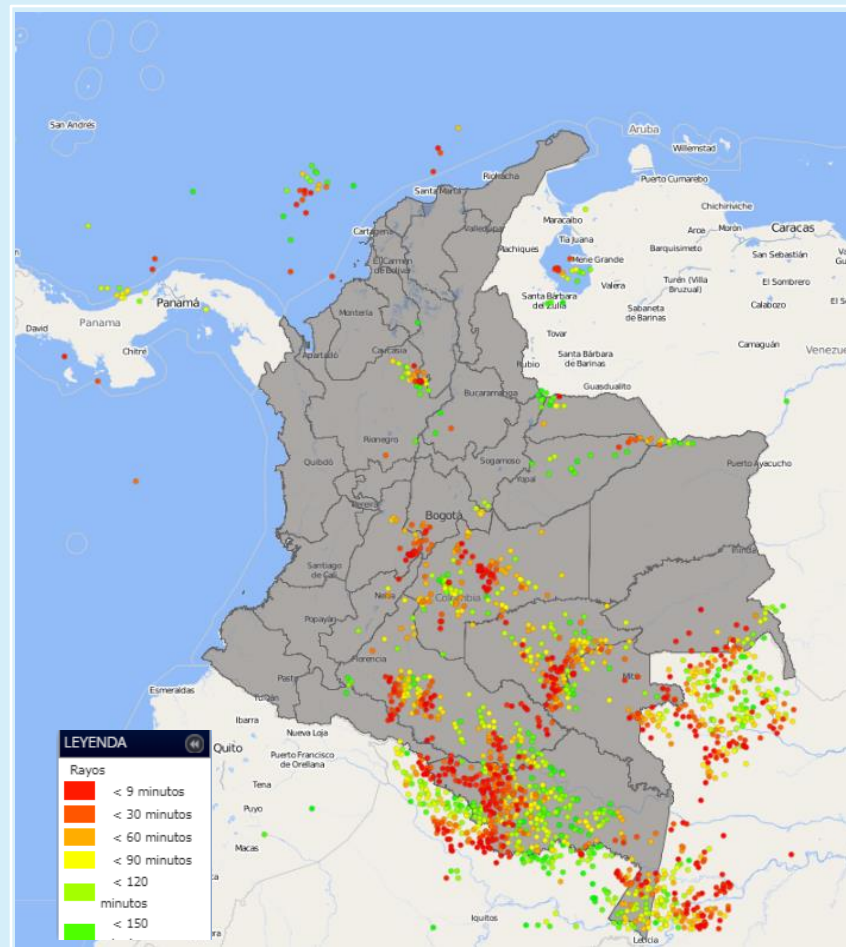 San Andrés
Aruba
Willemstad
Riohacha
Santa Marta
Puerto Cumarebo
Chichiriviche
Maracaibo
Cartagena
Valledupar
Tía Juana
Aroa
Morón
Caracas
Machiques
Barquisimeto
El Carmen
de Bolívar
Mene Grande
San Sebastián
Valera
Turén (Villa
Bruzual)
El Sombrero
Panamá
Santa Bárbara
del Zulia
Sabaneta
de Barinas
Calabozo
Montería
David
Panama
Tovar
Camaguán
Chitré
Caucasia
Apartadó
Santa Bárbara
de Barinas
Rubio
Guasdualito
Bucaramanga
Rionegro
Quibdó
Sogamoso
Puerto Ayacucho
Yopal
Pereira
Bogotá
Inírida
Santiago
de Cali
Neiva
Colombia
Popayán
Florencia
Mitú
Pasto
Esmeraldas
Tulcán
Ibarra
Nueva Loja
Quito
Puerto Francisco
de Orellana
Tena
Puyo
Macas
Iquitos
Leticia
LEYENDA
Rayos
< 9 minutos
< 30 minutos
< 60 minutos
< 90 minutos
< 120
minutos
< 150